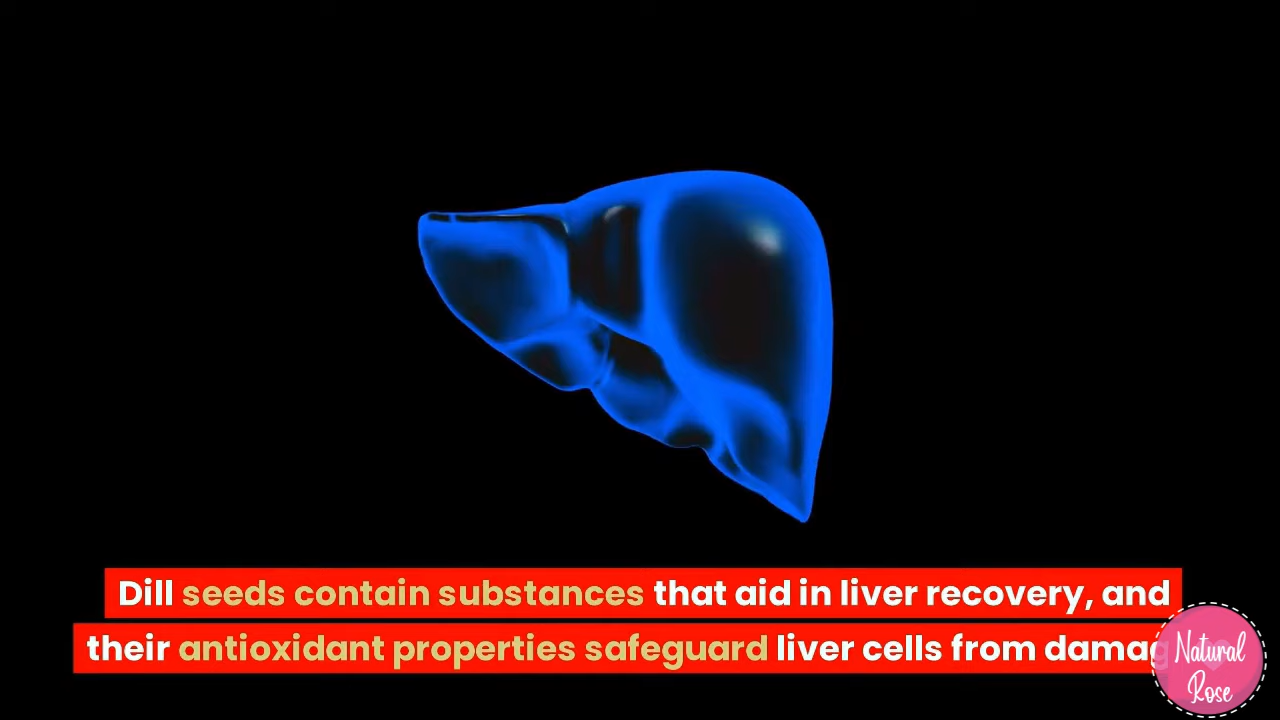 Dill seeds contain substances that aid in liver recovery, and
their antioxidant properties safeguard liver cells from
Natural
Rose